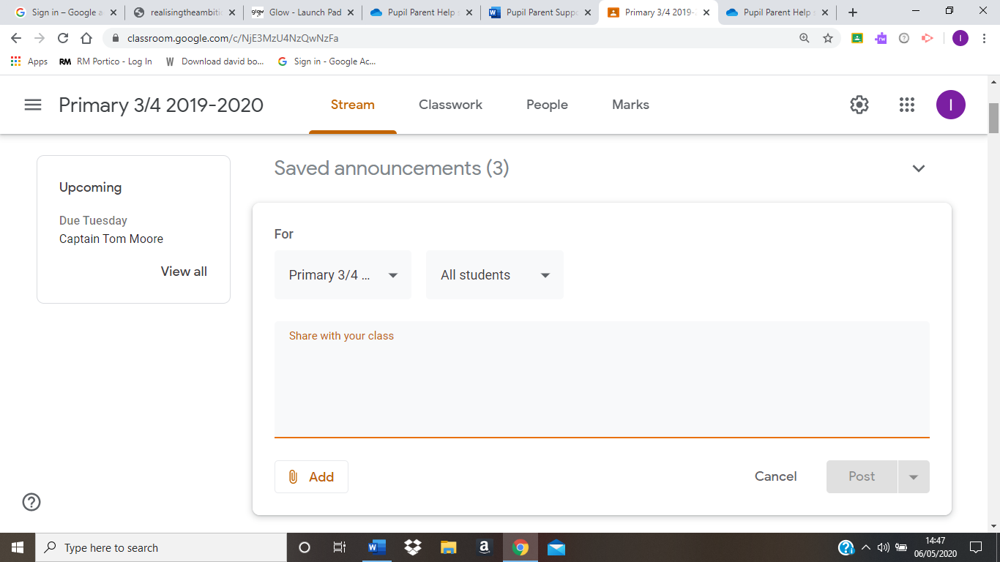 Sign in – Google a
realisingtheambiti
glow Glow - Launch Pad
Pupil Parent Help s
Pupil Parent Suppo
Primary 3/4 2019-
Pupil Parent Help s
classroom.google.com/c/NjE3MzU4NzQwNzFa
I
Apps
RM RM Portico - Log In
W Download david bo...
G Sign in - Google Ac...
Primary 3/4 2019-2020
Stream
Classwork
People
Marks
I
Saved announcements (3)
Upcoming
Due Tuesday
Captain Tom Moore
View all
For
Primary 3/4 ...
All students
Share with your class
Add
Cancel
Post
Type here to search
14:47
06/05/2020